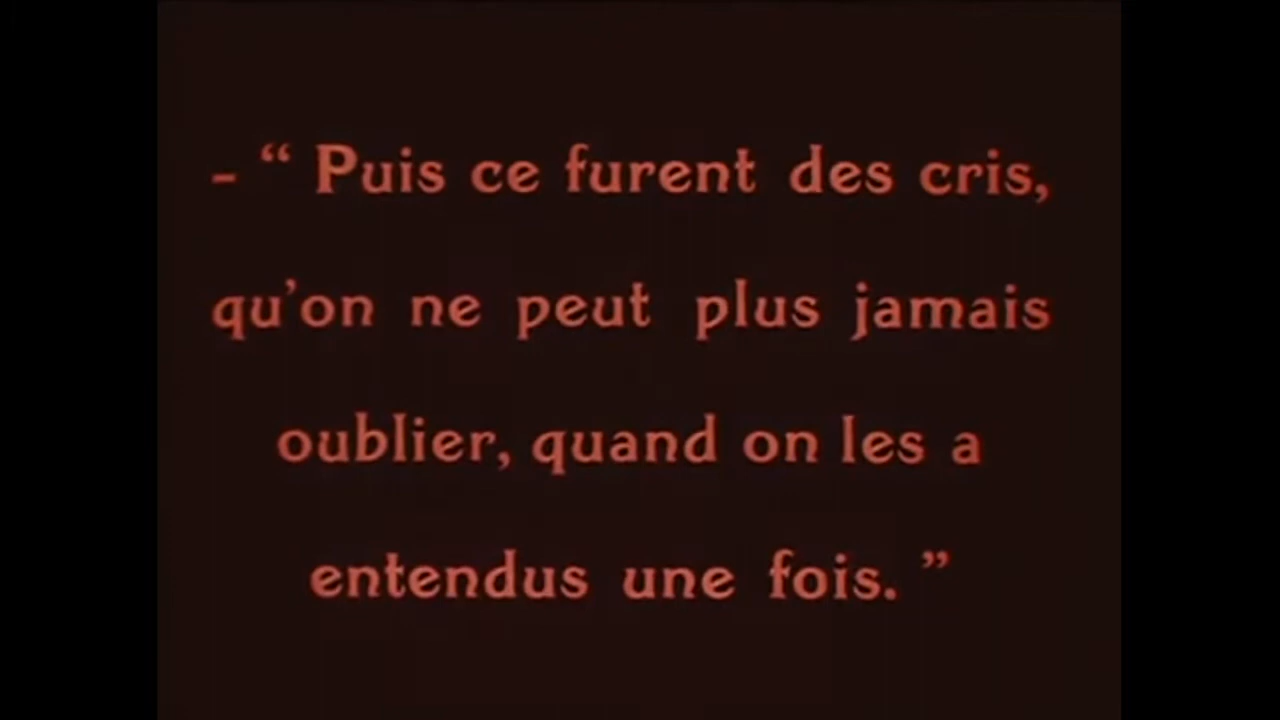 - “ Puis ce furent des cris,
qu'on ne peut plus jamais
oublier, quand on les a
entendus une fois. ”